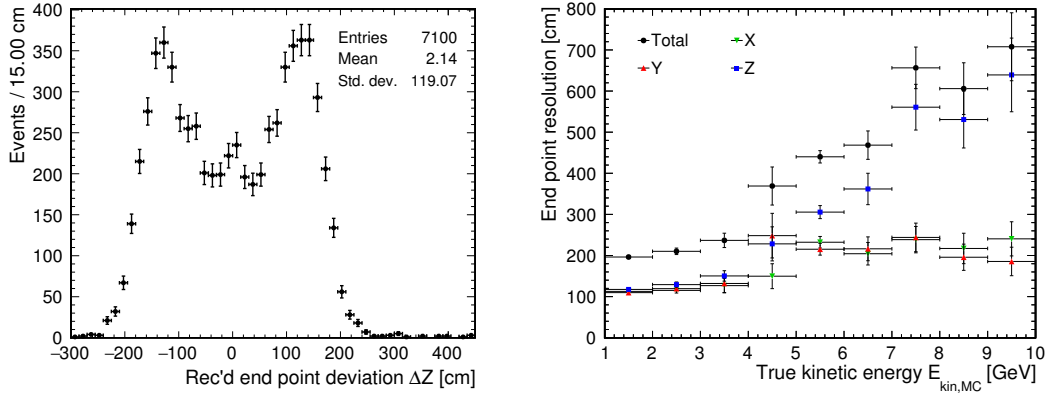 Events / 15.00 cm
400
350
300
250
200
150
100
50
0
Entries 7100
Mean 2.14
Std. dev. 119.07
−300 −200 −100 0 100 200 300 400
Rec'd end point deviation ΔZ [cm]
End point resolution [cm]
800
700
600
500
400
300
200
100
0
Total X
Y Z
1 2 3 4 5 6 7 8 9 10
True kinetic energy E_kin,MC [GeV]